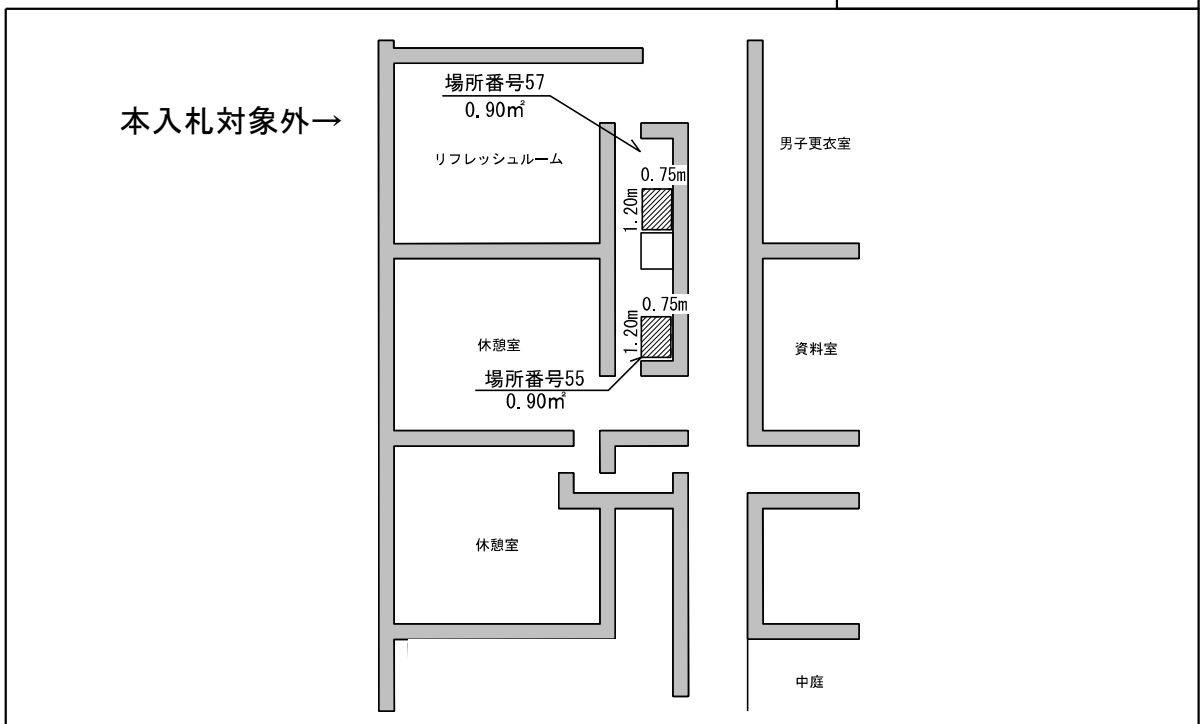 場所番号57
0.90㎡
本入札対象外→
リフレッシュルーム
男子更衣室
0.75m
1.20m
0.75m
1.20m
休憩室
資料室
場所番号55
0.90㎡
休憩室
中庭